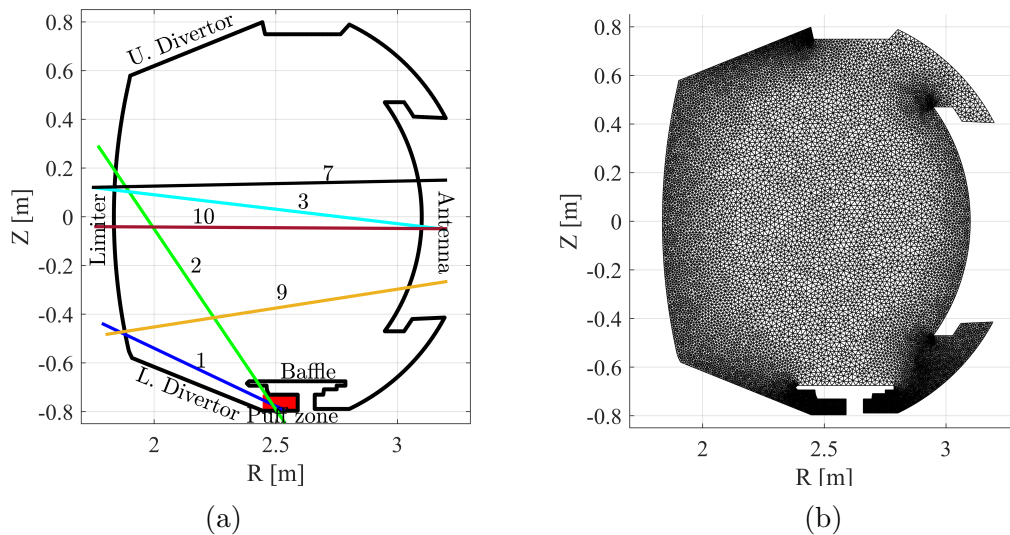 0.8
0.6
0.4
0.2
0
-0.2
-0.4
-0.6
-0.8
Z [m]
2
2.5
3
R [m]
U. Divertor
7
3
10
2
9
1
Limiter
Antenna
Baffle
L. Divertor
Puff zone
(a)
0.8
0.6
0.4
0.2
0
-0.2
-0.4
-0.6
-0.8
Z [m]
2
2.5
3
R [m]
(b)